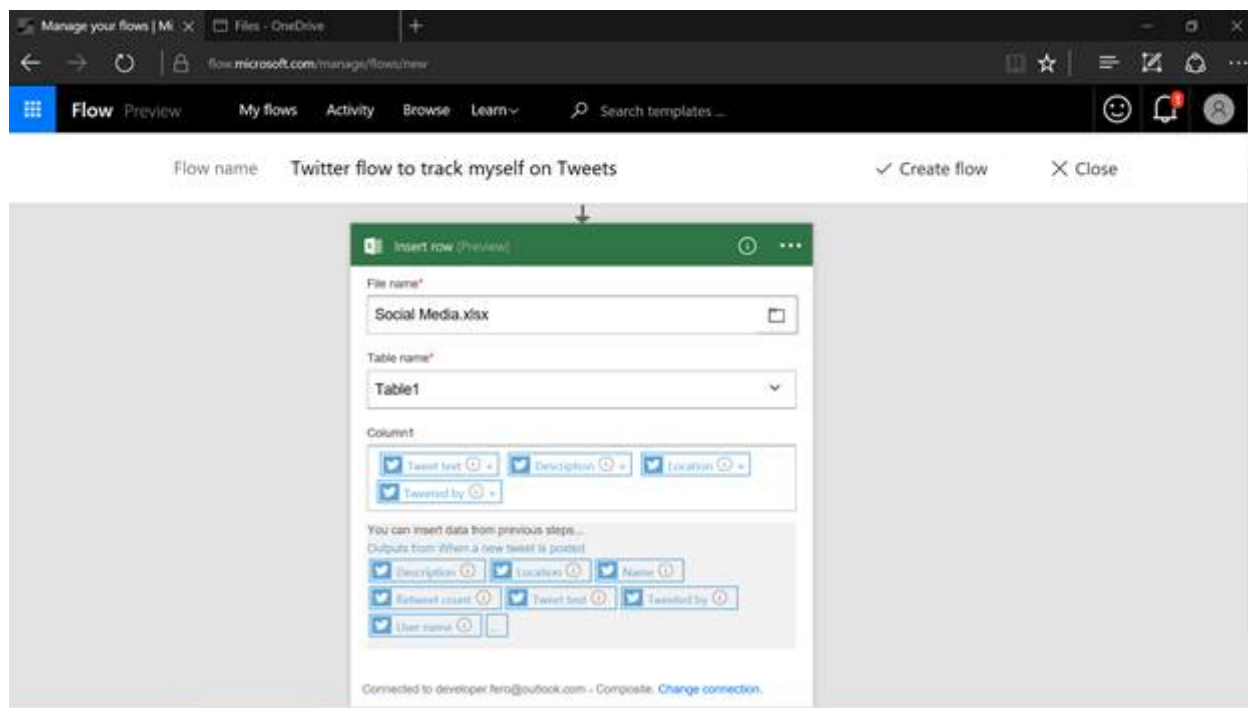 Manage your flows | Mi
Files - OneDrive
flow.microsoft.com/manage/flows/new
Flow Preview My flows Activity Browse Learn Search templates ...
3
Flow name Twitter flow to track myself on Tweets Create flow Close
Insert row (Preview)
File name*
Social Media.xlsx
Table name*
Table1
Column1
Tweet text × Description × Location ×
Tweeted by ×
You can insert data from previous steps...
Outputs from When a new tweet is posted
Description Location Name
Retweet count Tweet text Tweeted by
User name ...
Connected to developer.fero@outlook.com - Composite. Change connection.